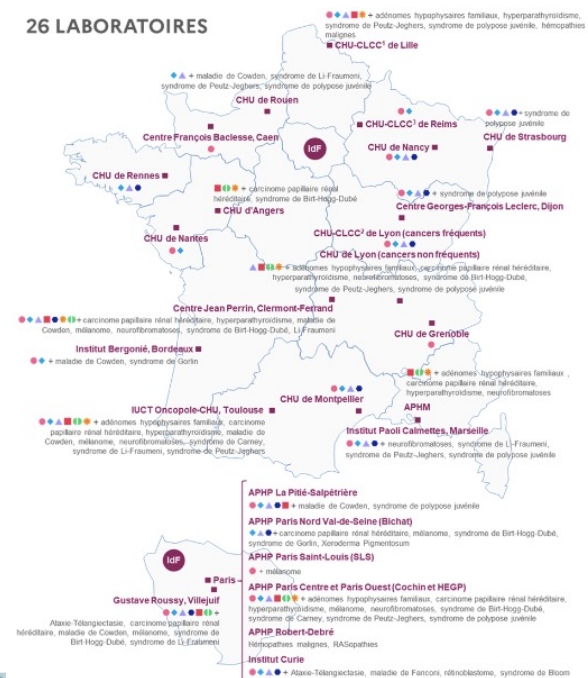 26 LABORATOIRES
+ adénomes hypophysaires familiaux, hyperparathyroïdisme,
syndrome de Peutz-Jeghers, syndrome de polypose juvénile, hémopathies
malignes
CHU-CLCC¹ de Lille
+ maladie de Cowden, syndrome de Li-Fraumeni,
syndrome de Peutz-Jeghers, syndrome de polypose juvénile
CHU de Rouen
Centre François Baclesse, Caen
IdF
CHU-CLCC¹ de Reims
+ syndrome de
polypose juvénile
CHU de Strasbourg
CHU de Nancy
CHU de Rennes
+ carcinome papillaire rénal
héréditaire, syndrome de Birt-Hogg-Dubé
CHU d'Angers
+ syndrome de polypose juvénile
Centre Georges-François Leclerc, Dijon
CHU de Nantes
CHU-CLCC² de Lyon (cancers fréquents)
CHU de Lyon (cancers non fréquents)
+ adénomes hypophysaires familiaux, carcinome papillaire rénal héréditaire,
hyperparathyroïdisme, neurofibromatoses, syndrome de Birt-Hogg-Dubé,
syndrome de Peutz-Jeghers, syndrome de polypose juvénile
Centre Jean Perrin, Clermont-Ferrand
+ carcinome papillaire rénal héréditaire, hyperparathyroïdisme, maladie de
Cowden, mélanome, neurofibromatoses, syndrome de Birt-Hogg-Dubé, Li-Fraumeni
CHU de Grenoble
Institut Bergonié, Bordeaux
+ maladie de Cowden, syndrome de Gorlin
+ adénomes hypophysaires familiaux ,
carcinome papillaire rénal héréditaire,
hyperparathyroïdisme, neurofibromatoses
CHU de Montpellier
APHM
IUCT Oncopole-CHU, Toulouse
+ adénomes hypophysaires familiaux, carcinome
papillaire rénal héréditaire, hyperparathyroïdisme, maladie de
Cowden, mélanome, neurofibromatoses, syndrome de Carney,
syndrome de Li-Fraumeni, syndrome de Peutz-Jeghers
Institut Paoli Calmettes, Marseille
+ neurofibromatoses, syndrome de Li-Fraumeni,
syndrome de Peutz-Jeghers, syndrome de polypose juvénile
APHP La Pitié-Salpétrière
+ maladie de Cowden, syndrome de polypose juvénile
APHP Paris Nord Val-de-Seine (Bichat)
+ carcinome papillaire rénal héréditaire, mélanome, syndrome de Birt-Hogg-Dubé,
syndrome de Gorlin, Xeroderma Pigmentosum
APHP Paris Saint-Louis (SLS)
+ mélanome
APHP Paris Centre et Paris Ouest (Cochin et HEGP)
+ adénomes hypophysaires familiaux, carcinome papillaire rénal héréditaire,
hyperparathyroïdisme, mélanome, neurofibromatoses, syndrome de Birt-Hogg-Dubé,
syndrome de Carney, syndrome de Peutz-Jeghers, syndrome de polypose juvénile
APHP Robert-Debré
Hémopathies malignes, RASopathies
Institut Curie
+ Ataxie-Télangiectasie, maladie de Fanconi, rétinoblastome, syndrome de Bloom
IdF
Paris
Gustave Roussy, Villejuif
+
Ataxie-Télangiectasie, carcinome papillaire rénal
héréditaire, maladie de Cowden, mélanome, syndrome de
Birt-Hogg-Dubé, syndrome de Li-Fraumeni